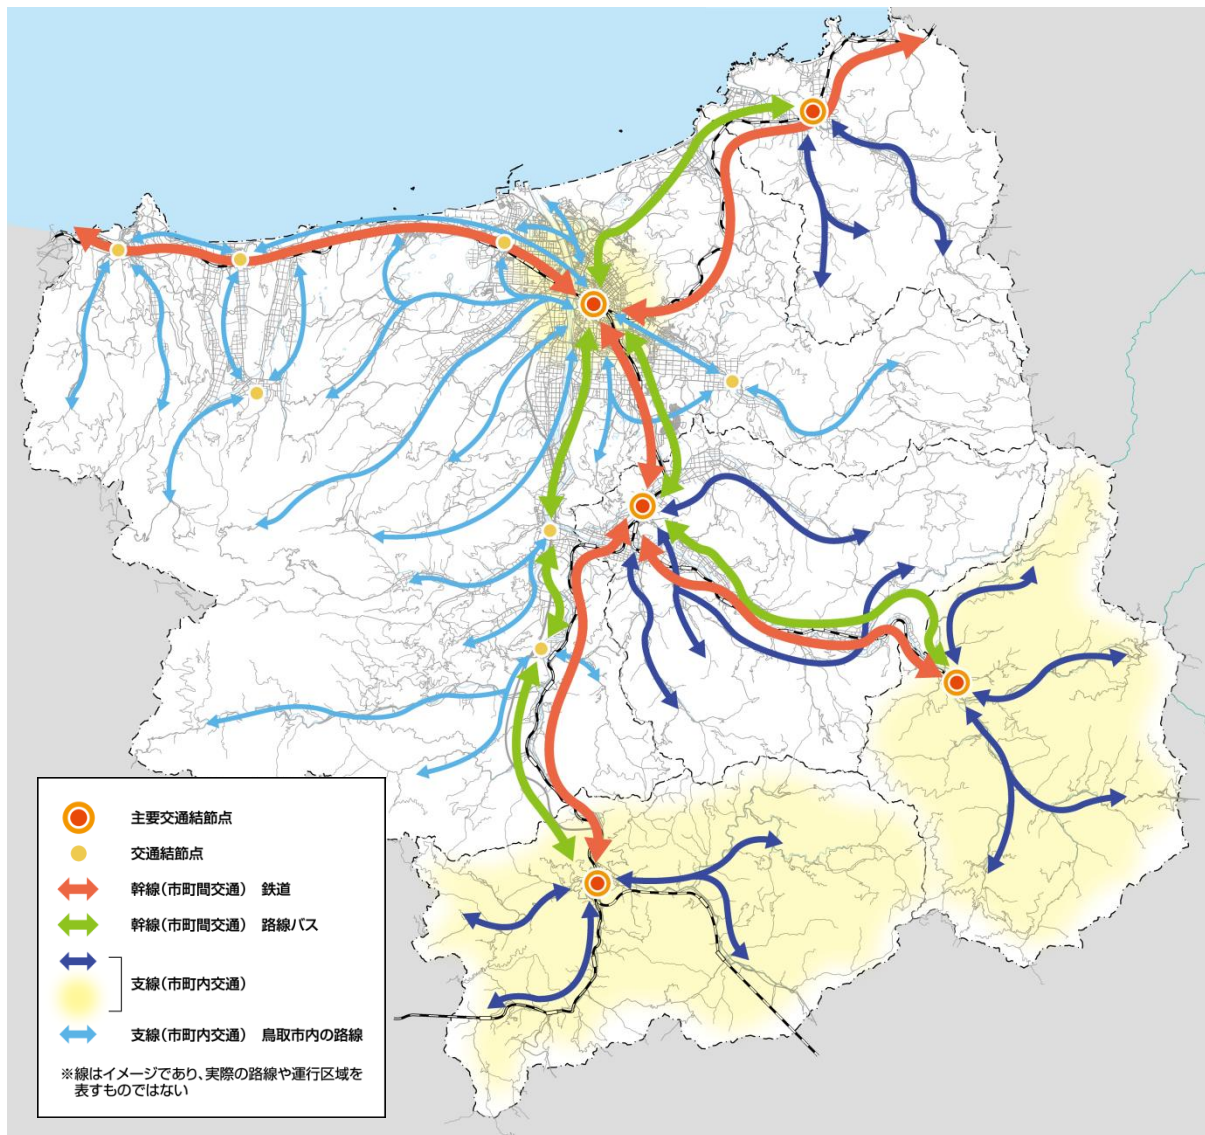 主要交通結節点
交通結節点
幹線(市町間交通) 鉄道
幹線(市町間交通) 路線バス
支線(市町内交通)
支線(市町内交通) 鳥取市内の路線
※線はイメージであり、実際の路線や運行区域を
表すものではない